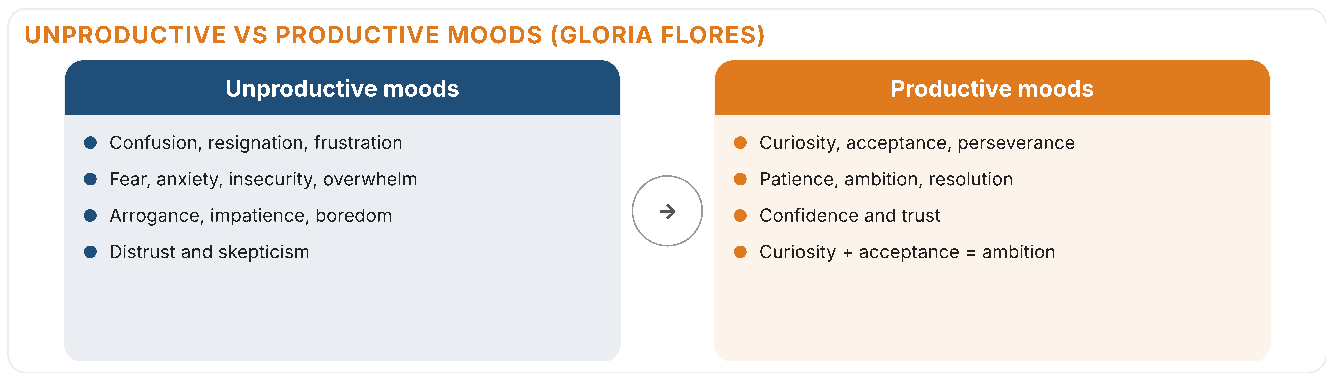 UNPRODUCTIVE VS PRODUCTIVE MOODS (GLORIA FLORES)
Unproductive moods
Confusion, resignation, frustration
Fear, anxiety, insecurity, overwhelm
Arrogance, impatience, boredom
Distrust and skepticism
→
Productive moods
Curiosity, acceptance, perseverance
Patience, ambition, resolution
Confidence and trust
Curiosity + acceptance = ambition